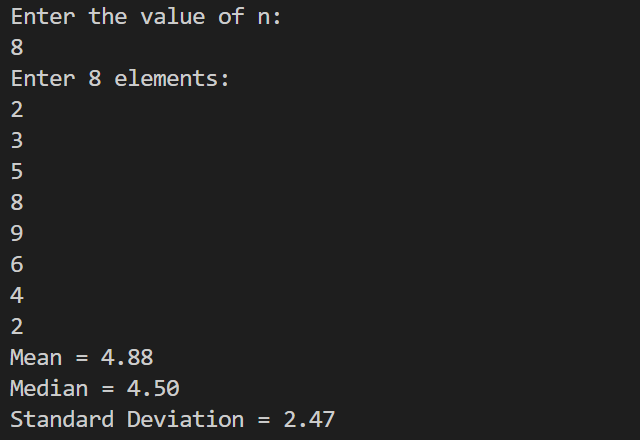 Enter the value of n:
8
Enter 8 elements:
2
3
5
8
9
6
4
2
Mean = 4.88
Median = 4.50
Standard Deviation = 2.47